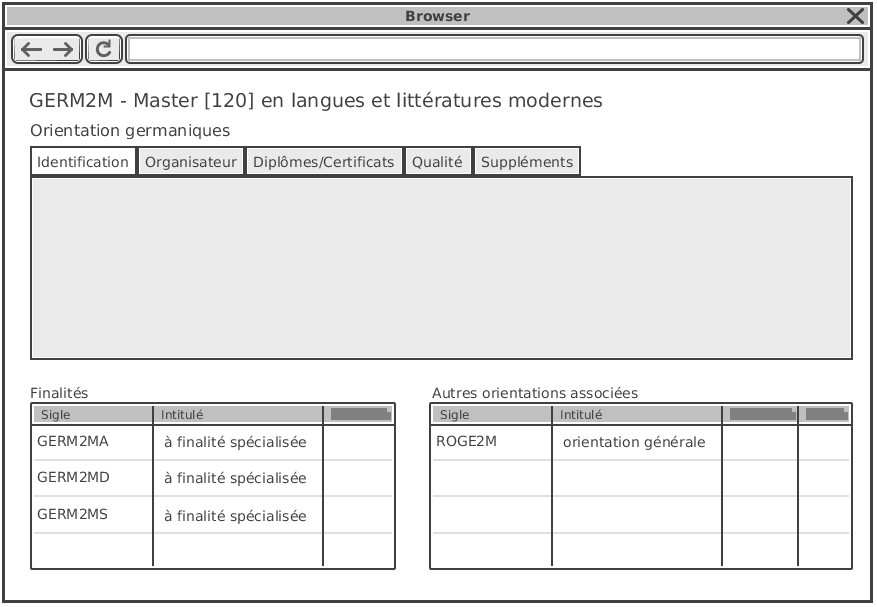 Browser
GERM2M - Master [120] en langues et littératures modernes
Orientation germaniques
Identification Organisateur Diplômes/Certificats Qualité Suppléments
Finalités
Sigle Intitulé
GERM2MA à finalité spécialisée
GERM2MD à finalité spécialisée
GERM2MS à finalité spécialisée
Autres orientations associées
Sigle Intitulé
ROGE2M orientation générale